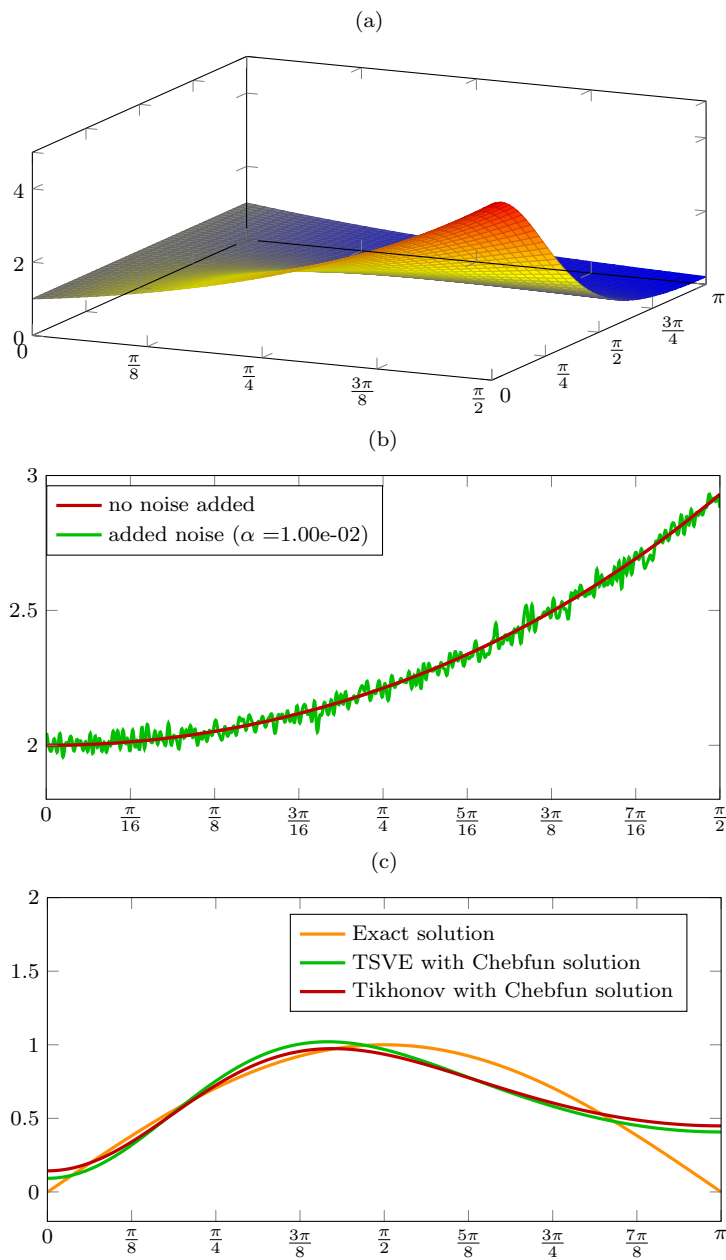 (a)
4
2
0
0
π/8
π/4
3π/8
π/2
0
π/4
π/2
3π/4
π
(b)
3
2.5
2
no noise added
added noise (α =1.00e-02)
0
π/16
π/8
3π/16
π/4
5π/16
3π/8
7π/16
π/2
(c)
2
1.5
1
0.5
0
Exact solution
TSVE with Chebfun solution
Tikhonov with Chebfun solution
0
π/8
π/4
3π/8
π/2
5π/8
3π/4
7π/8
π